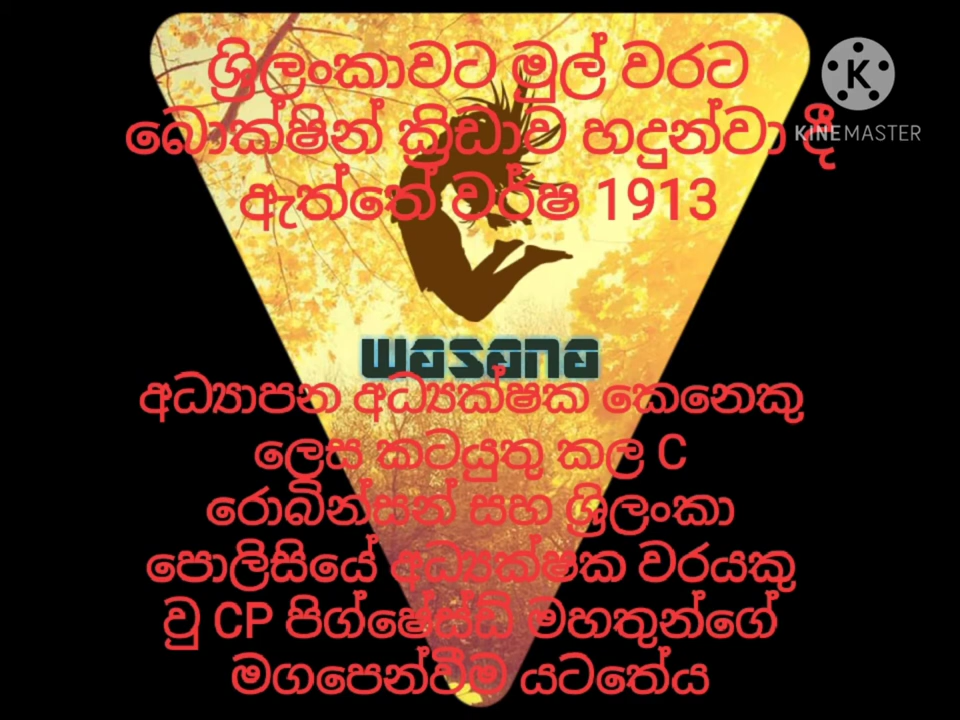 ශ්‍රිලංකාවට මුල් වරට
බොක්ෂින් ක්‍රිඩාව හදුන්වා දී
ඇත්තේ වර්ෂ 1913
KINEMASTER
wasana
අධ්‍යාපන අධ්‍යක්ෂක කෙනෙකු
ලෙස කටයුතු කල C
රොබින්සන් සහ ශ්‍රිලංකා
පොලිසියේ අධ්‍යක්ෂක වරයකු
වු CP පිග්ෂේස්ඩ් මහතුන්ගේ
මගපෙන්වීම යටතේය